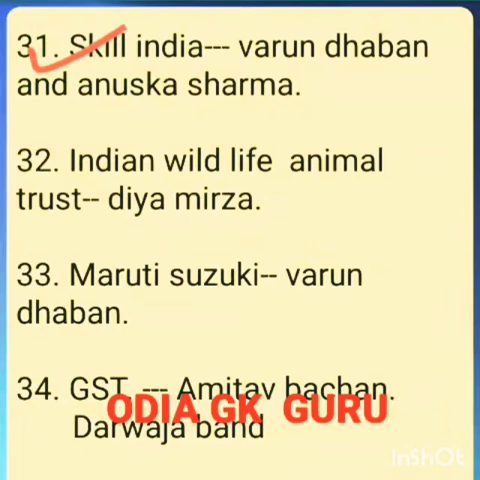 31. Skill india--- varun dhaban
and anuska sharma.
32. Indian wild life  animal
trust-- diya mirza.
33. Maruti suzuki-- varun
dhaban.
34. GST. --- Amitav bachan.
ODIA GK GURU
Darwaja band
InShOt